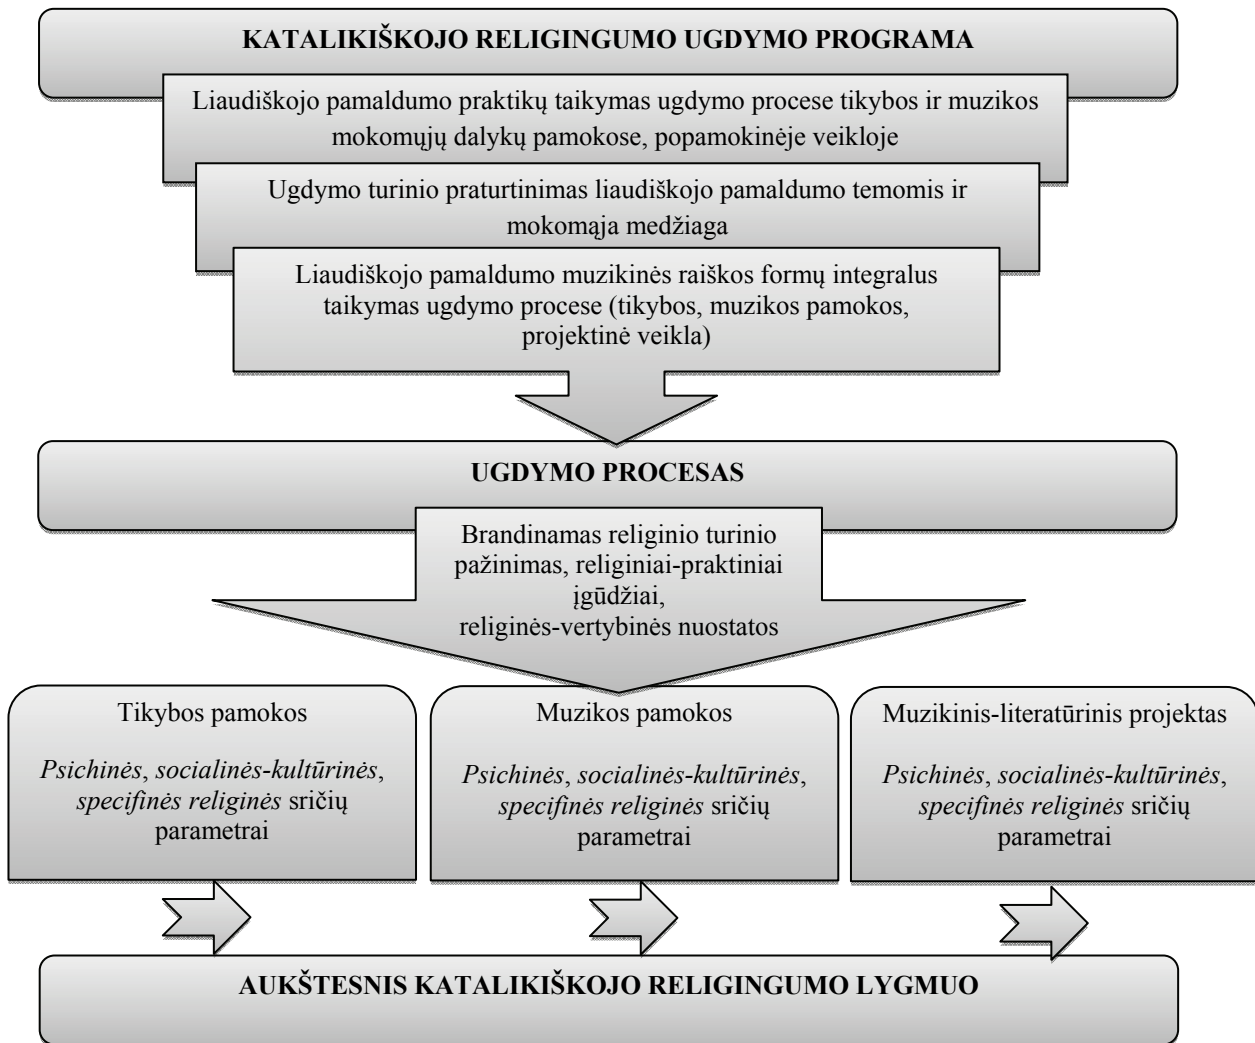 KATALIKIŠKOJO RELIGINGUMO UGDYMO PROGRAMA
Liaudiškojo pamaldumo praktikų taikymas ugdymo procese tikybos ir muzikos
mokomųjų dalykų pamokose, popamokinėje veikloje
Ugdymo turinio praturtinimas liaudiškojo pamaldumo temomis ir
mokomąja medžiaga
Liaudiškojo pamaldumo muzikinės raiškos formų integralus
taikymas ugdymo procese (tikybos, muzikos pamokos,
projektinė veikla)
UGDYMO PROCESAS
Brandinamas religinio turinio
pažinimas, religiniai-praktiniai
įgūdžiai,
religinės-vertybinės nuostatos
Tikybos pamokos
Psichinės, socialinės-kultūrinės,
specifinės religinės sričių
parametrai
Muzikos pamokos
Psichinės, socialinės-kultūrinės,
specifinės religinės sričių
parametrai
Muzikinis-literatūrinis projektas
Psichinės, socialinės-kultūrinės,
specifinės religinės sričių
parametrai
AUKŠTESNIS KATALIKIŠKOJO RELIGINGUMO LYGMUO